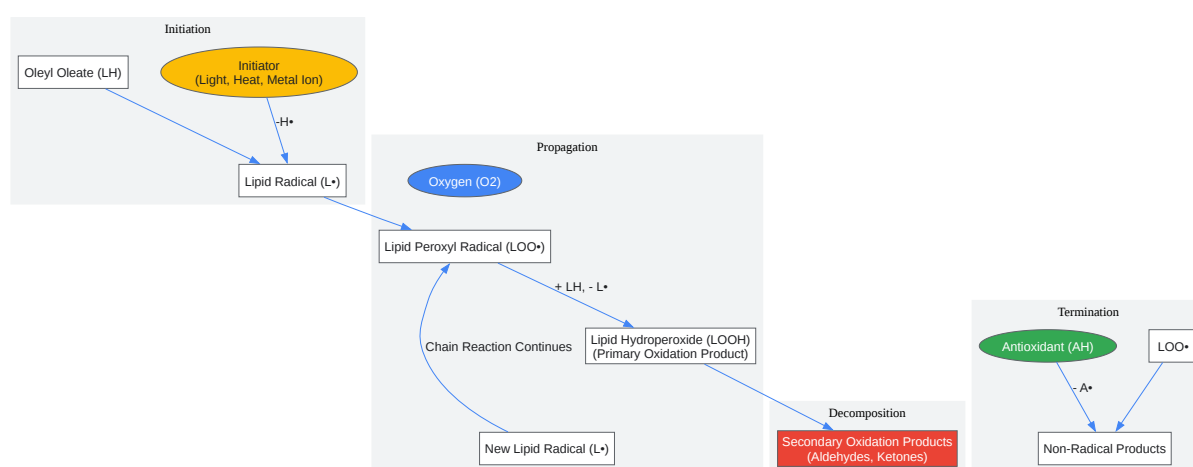 Initiation
Oleyl Oleate (LH)
Initiator
(Light, Heat, Metal Ion)
-H•
Lipid Radical (L•)
Propagation
Oxygen (O2)
Lipid Peroxyl Radical (LOO•)
+ LH, - L•
Chain Reaction Continues
Lipid Hydroperoxide (LOOH)
(Primary Oxidation Product)
New Lipid Radical (L•)
Decomposition
Secondary Oxidation Products
(Aldehydes, Ketones)
Termination
Antioxidant (AH)
LOO•
- A•
Non-Radical Products